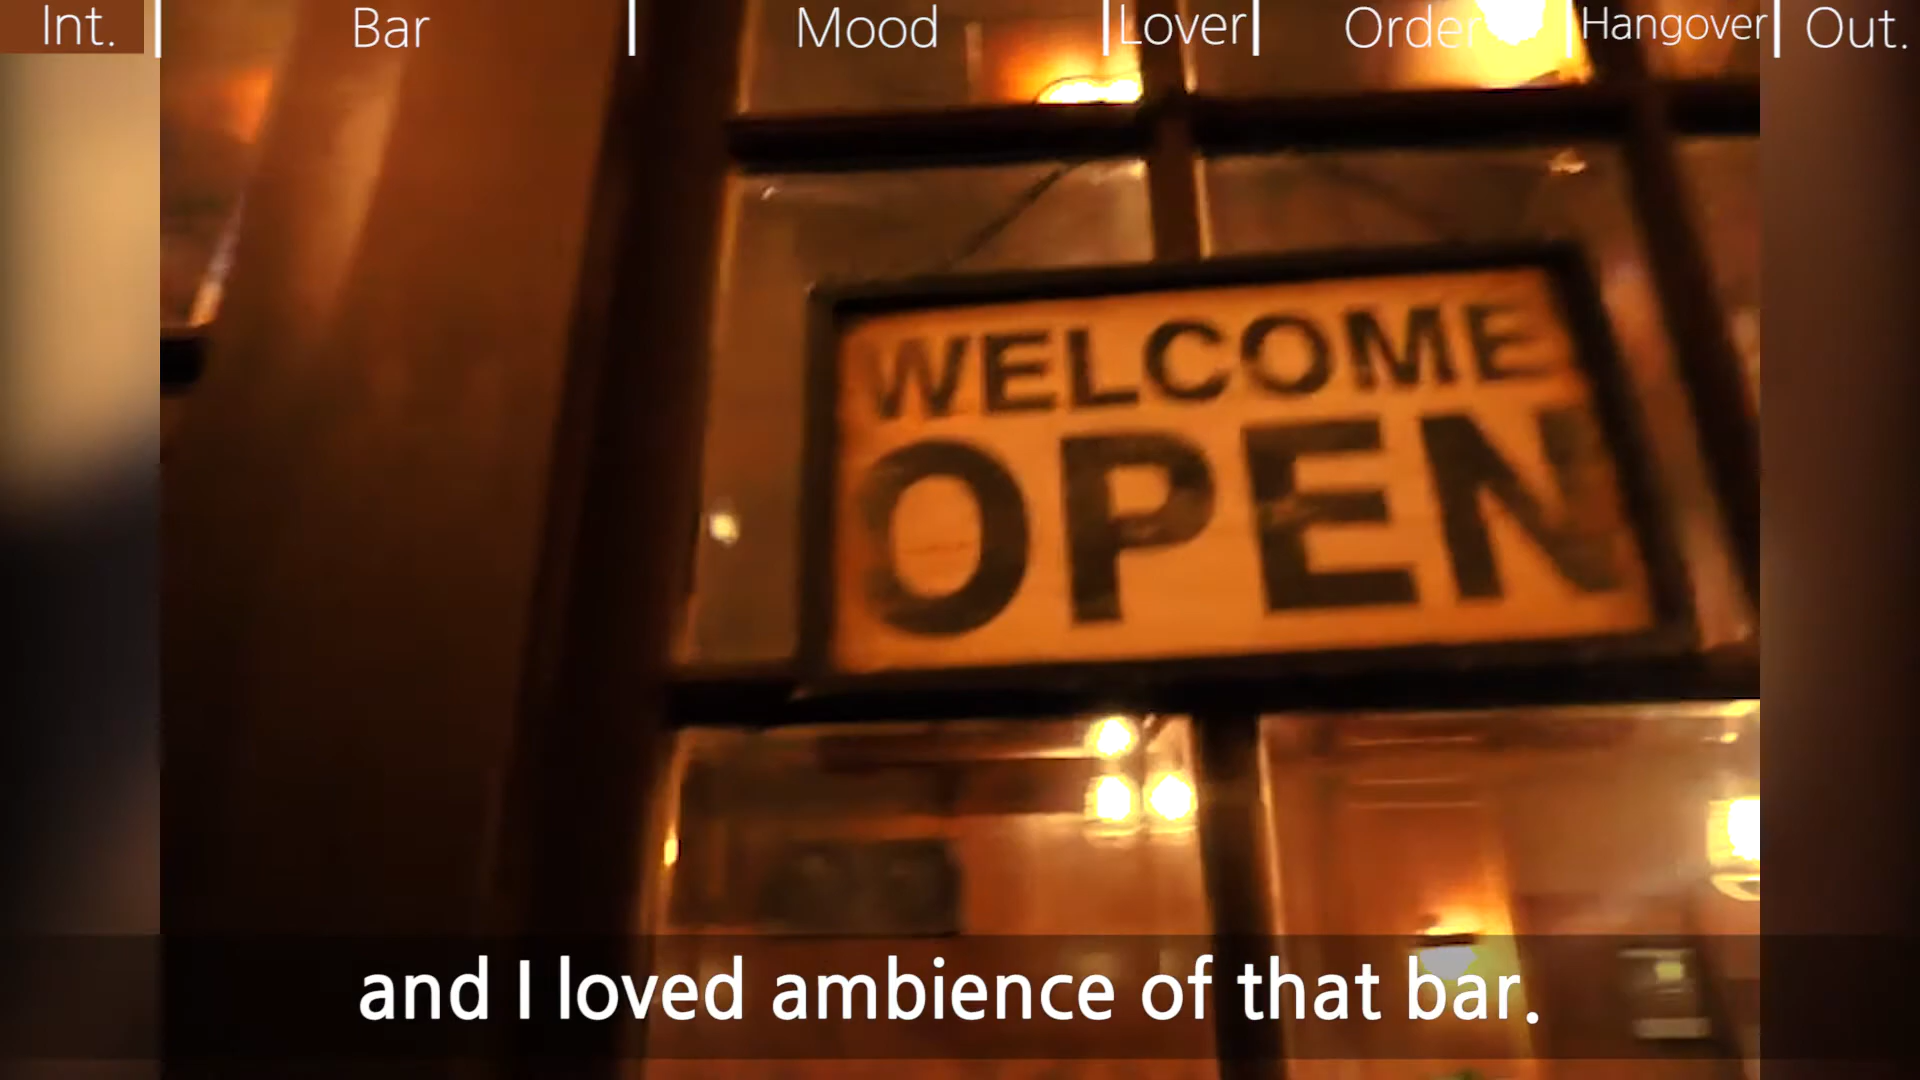 Int. | Bar | Mood | Lover | Order | Hangover | Out.
WELCOME
OPEN
and I loved ambience of that bar.